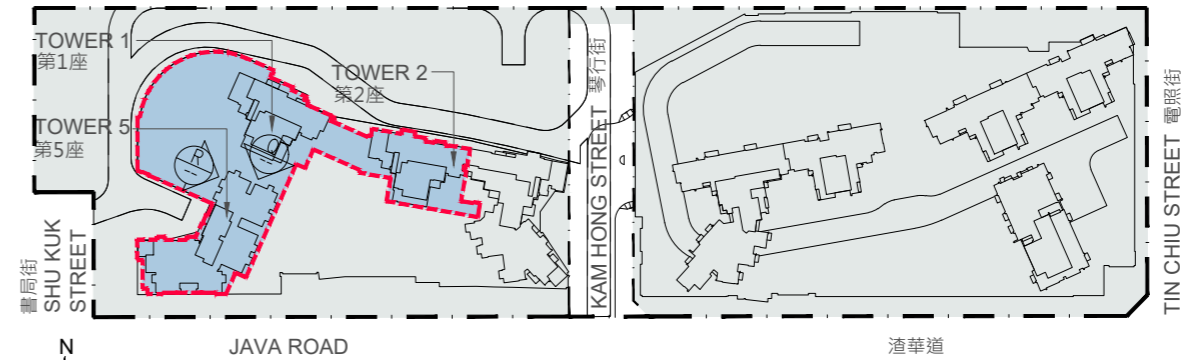 TOWER 1
第1座
TOWER 2
第2座
TOWER 5
第5座
R
Q
書局街
SHU KUK
STREET
KAM HONG STREET 琴行街
TIN CHIU STREET 電照街
N
JAVA ROAD
渣華道